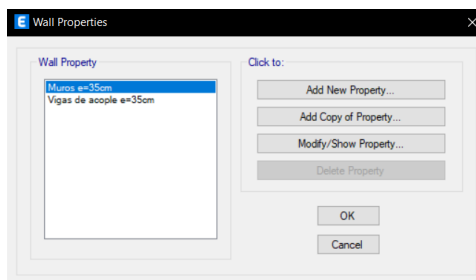 E Wall Properties
Wall Property
Muros e=35cm
Vigas de acople e=35cm
Click to:
Add New Property...
Add Copy of Property...
Modify/Show Property...
Delete Property
OK
Cancel